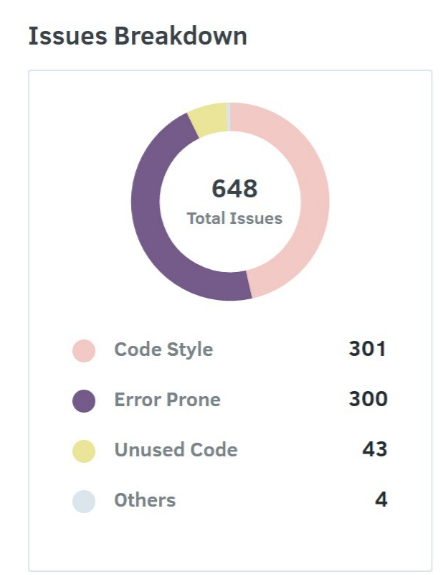 Issues Breakdown
648
Total Issues
Code Style 301
Error Prone 300
Unused Code 43
Others 4